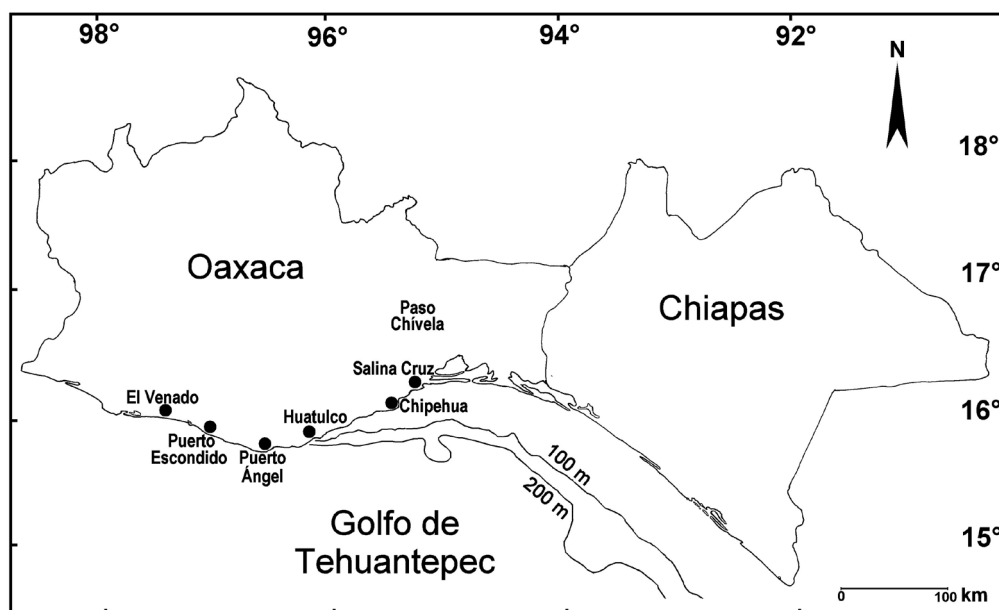 98°
96°
94°
92°
N
18°
17°
16°
15°
Oaxaca
Chiapas
Paso
Chívela
Salina Cruz
Chipehua
El Venado
Huatulco
Puerto
Escondido
Puerto
Ángel
100 m
200 m
Golfo de
Tehuantepec
0
100 km